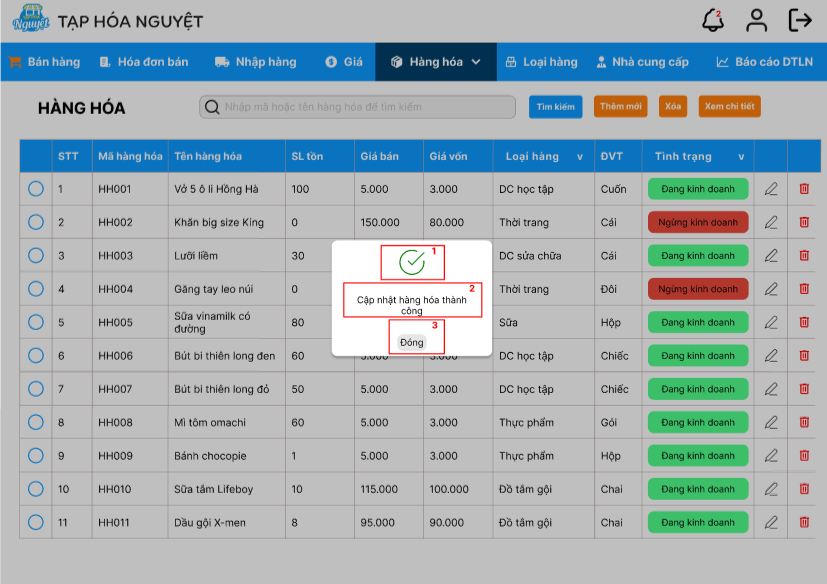 Nguyệt TẠP HÓA NGUYỆT 2
Bán hàng Hóa đơn bán Nhập hàng Giá Hàng hóa Loại hàng Nhà cung cấp Báo cáo DTLN
HÀNG HÓA Nhập mã hoặc tên hàng hóa để tìm kiếm Tìm kiếm Thêm mới Xóa Xem chi tiết
STT Mã hàng hóa Tên hàng hóa SL tồn Giá bán Giá vốn Loại hàng v ĐVT Tình trạng v
1 HH001 Vở 5 ô li Hồng Hà 100 5.000 3.000 DC học tập Cuốn Đang kinh doanh
2 HH002 Khăn big size King 0 150.000 80.000 Thời trang Cái Ngừng kinh doanh
3 HH003 Lưỡi liềm 30 DC sửa chữa Cái Đang kinh doanh
4 HH004 Găng tay leo núi 0 Thời trang Đôi Ngừng kinh doanh
5 HH005 Sữa vinamilk có 80 Sữa Hộp Đang kinh doanh
đường
6 HH006 Bút bi thiên long đen 60 5.000 3.000 DC học tập Chiếc Đang kinh doanh
7 HH007 Bút bi thiên long đỏ 50 5.000 3.000 DC học tập Chiếc Đang kinh doanh
8 HH008 Mì tôm omachi 60 5.000 3.000 Thực phẩm Gói Đang kinh doanh
9 HH009 Bánh chocopie 1 5.000 3.000 Thực phẩm Hộp Đang kinh doanh
10 HH010 Sữa tắm Lifeboy 10 115.000 100.000 Đồ tắm gội Chai Đang kinh doanh
11 HH011 Dầu gội X-men 8 95.000 90.000 Đồ tắm gội Chai Đang kinh doanh
1
2
Cập nhật hàng hóa thành
công
3
Đóng